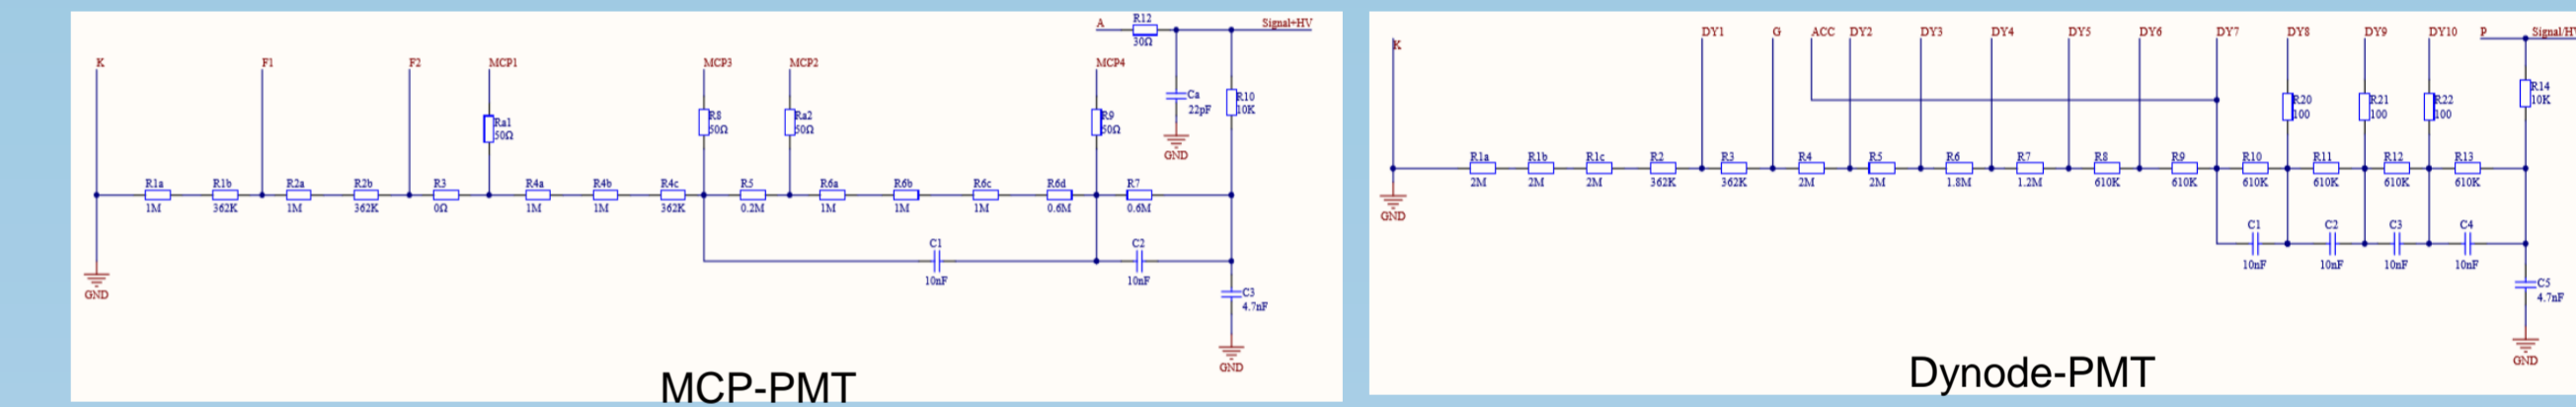 A R12 Signal+HV
30Ω
K F1 F2 MCP1 MCP3 MCP2 MCP4
Ca
22pF
R10
10K
Ra1
50Ω
R8
50Ω
Ra2
50Ω
R9
50Ω
GND
R1a R1b R2a R2b R3 R4a R4b R4c R5 R6a R6b R6c R6d R7
1M 362K 1M 362K 0Ω 1M 1M 362K 0.2M 1M 1M 1M 0.6M 0.6M
C1 C2
10nF 10nF
GND
C3
4.7nF
GND
MCP-PMT
K DY1 G ACC DY2 DY3 DY4 DY5 DY6 DY7 DY8 DY9 DY10 P Signal/HV
R20
100
R21
100
R22
100
R14
10K
R1a R1b R1c R2 R3 R4 R5 R6 R7 R8 R9 R10 R11 R12 R13
2M 2M 2M 362K 362K 2M 2M 1.8M 1.2M 610K 610K 610K 610K 610K 610K
GND
C1 C2 C3 C4
10nF 10nF 10nF 10nF
C5
4.7nF
GND
Dynode-PMT